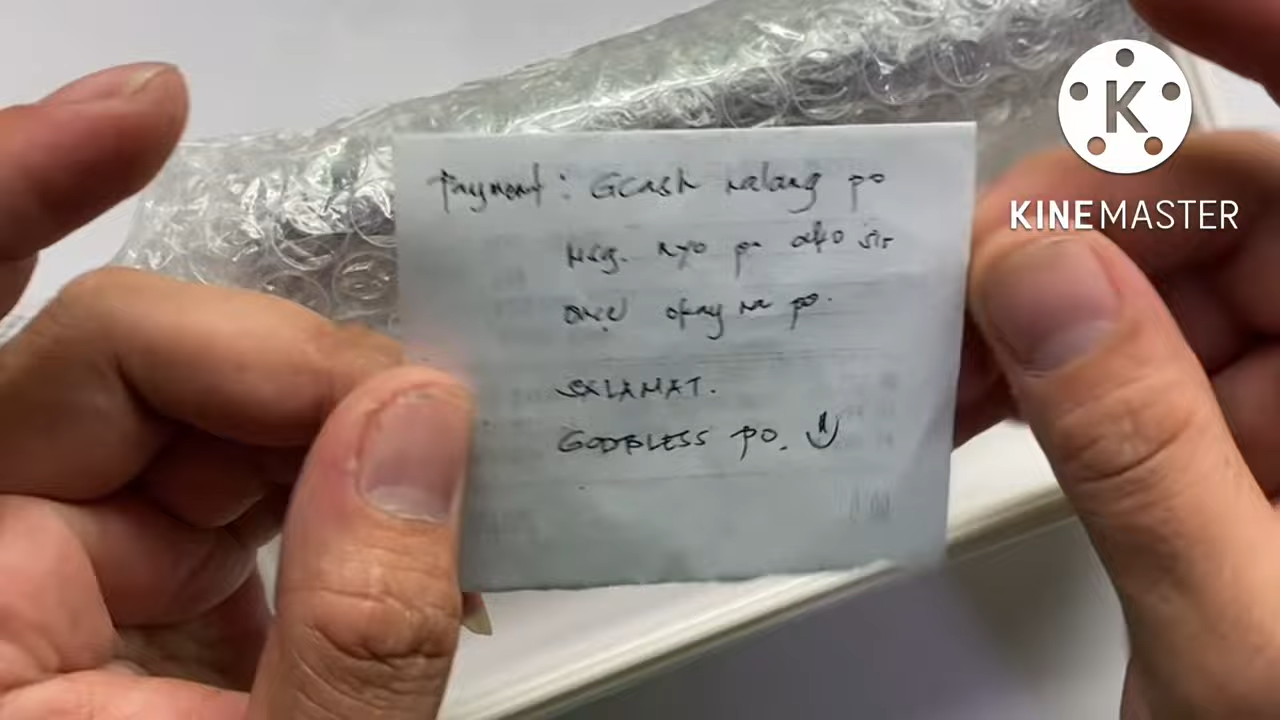 Payment: Gcash nalang po
Msg. nyo po ako sir
once okay na po.
SALAMAT.
GODBLESS po.
K
KINEMASTER